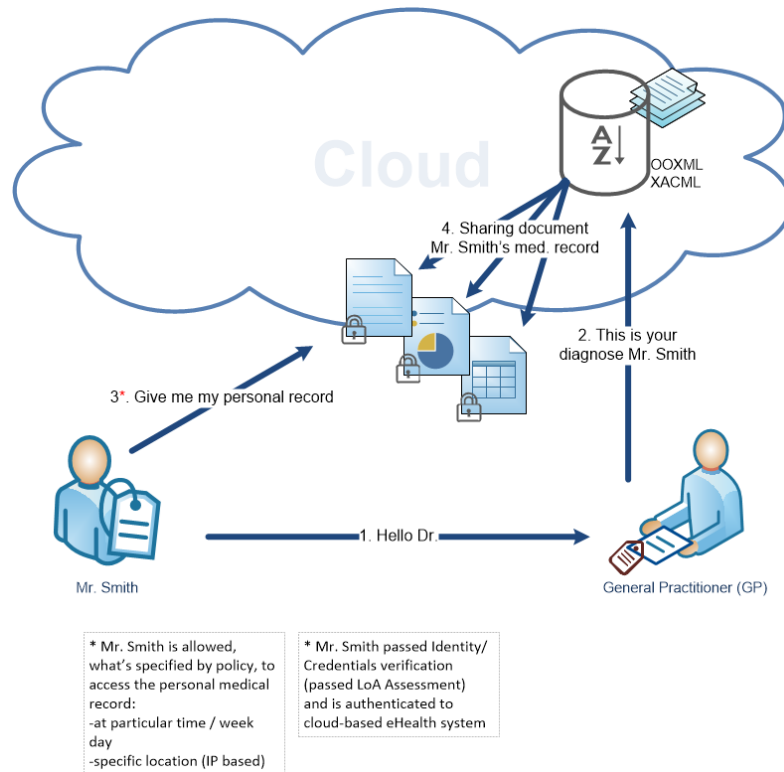 Cloud
A
Z
OOXML
XACML
4. Sharing document
Mr. Smith's med. record
2. This is your
diagnose Mr. Smith
3*. Give me my personal record
1. Hello Dr.
Mr. Smith
General Practitioner (GP)
* Mr. Smith is allowed,
what's specified by policy, to
access the personal medical
record:
-at particular time / week
day
-specific location (IP based)
* Mr. Smith passed Identity/
Credentials verification
(passed LoA Assessment)
and is authenticated to
cloud-based eHealth system